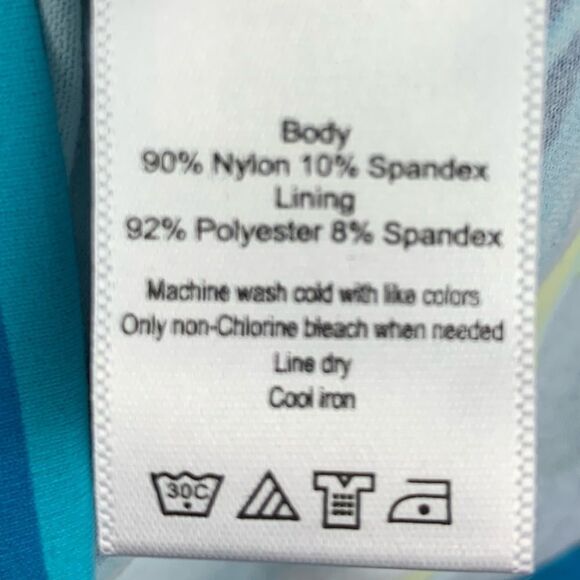 Body
90% Nylon 10% Spandex
Lining
92% Polyester 8% Spandex
Machine wash cold with like colors
Only non-Chlorine bleach when needed
Line dry
Cool iron
30C